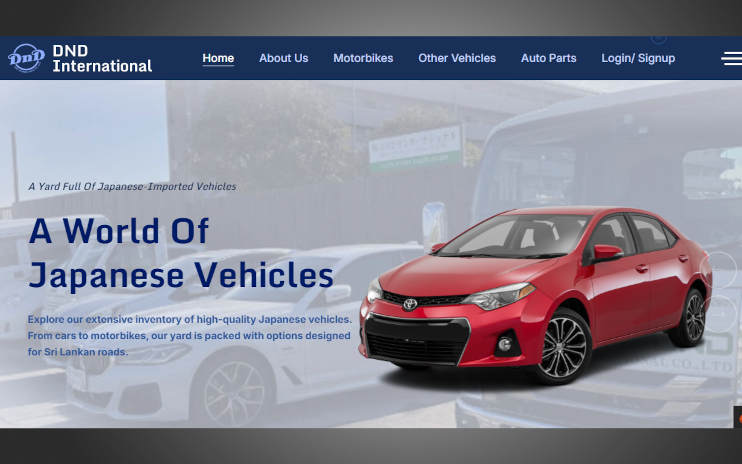 DnD
DND
International
Home
About Us
Motorbikes
Other Vehicles
Auto Parts
Login/ Signup
A Yard Full Of Japanese-Imported Vehicles
A World Of
Japanese Vehicles
Explore our extensive inventory of high-quality Japanese vehicles.
From cars to motorbikes, our yard is packed with options designed
for Sri Lankan roads.
CO.,LTD